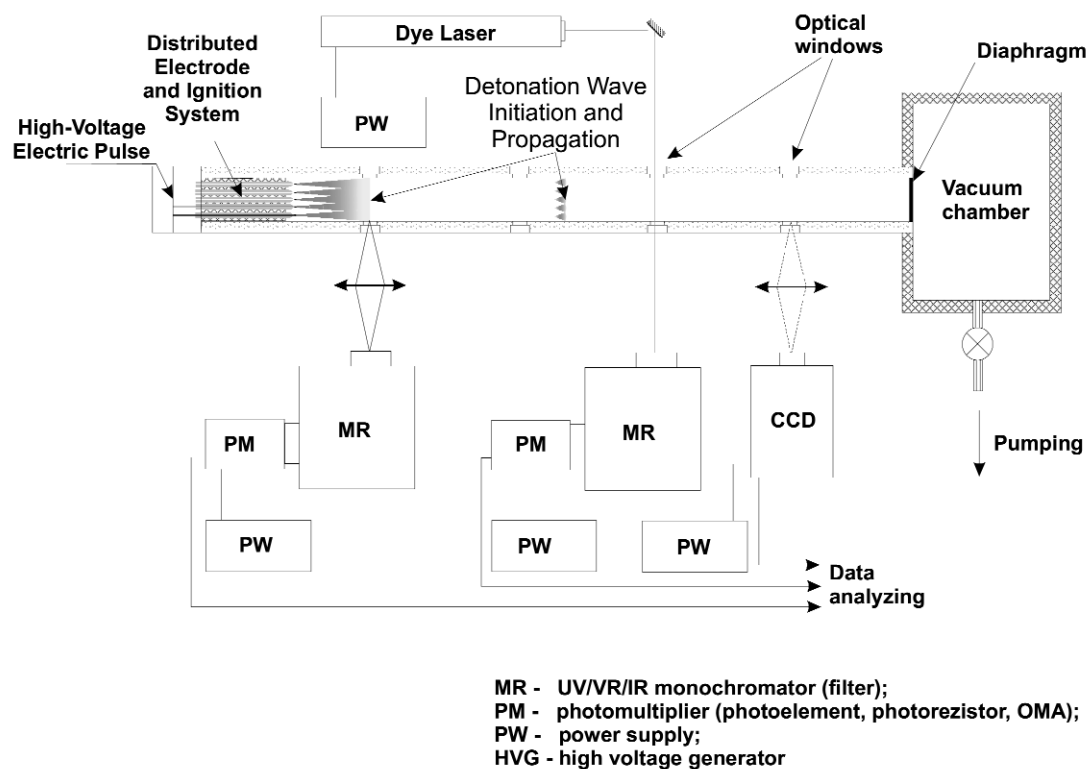 Dye Laser
Optical
windows
Diaphragm
Distributed
Electrode
and Ignition
System
Detonation Wave
Initiation and
Propagation
PW
High-Voltage
Electric Pulse
Vacuum
chamber
MR
PM
MR
PM
CCD
Pumping
PW
PW
PW
Data
analyzing
MR - UV/VR/IR monochromator (filter);
PM - photomultiplier (photoelement, photorezistor, OMA);
PW - power supply;
HVG - high voltage generator